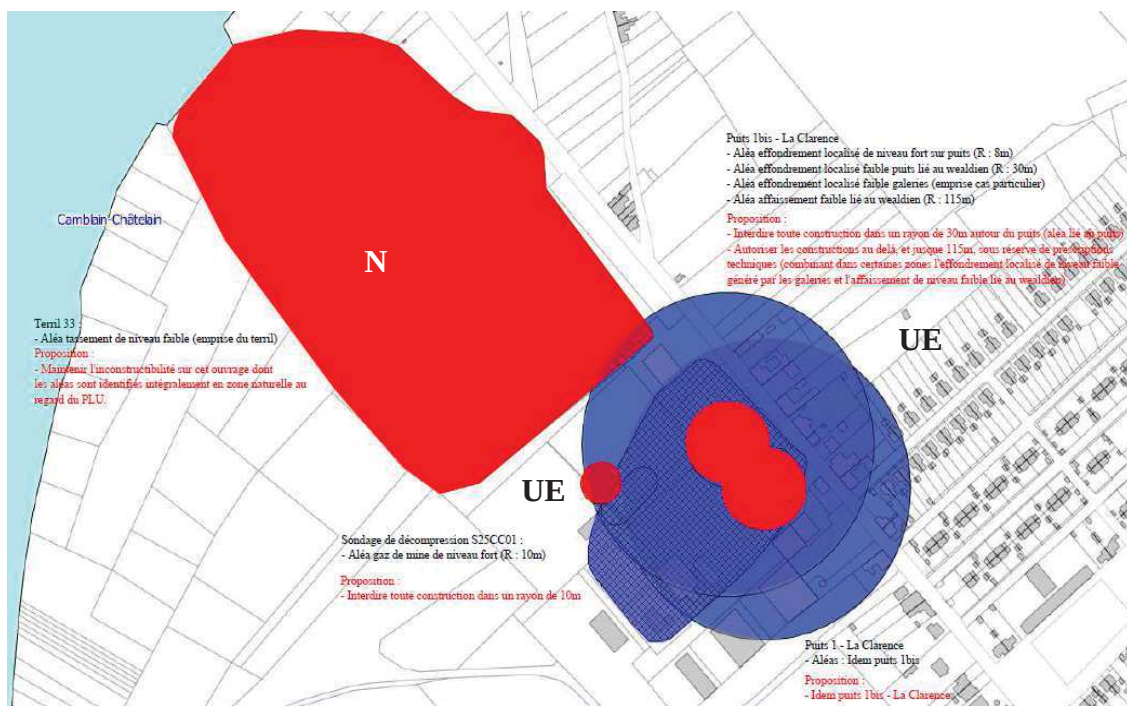 Puits 1bis - La Clarence
- Aléa effondrement localisé de niveau fort sur puits (R : 8m)
- Aléa effondrement localisé faible puits lié au wealdien (R : 30m)
- Aléa effondrement localisé faible galeries (emprise cas particulier)
- Aléa affaissement faible lié au wealdien (R : 115m)
Proposition :
- Interdire toute construction dans un rayon de 30m autour du puits (aléa lié au puits)
- Autoriser les constructions au delà, et jusque 115m, sous réserve de prescriptions
techniques (combinant dans certaines zones l'effondrement localisé de niveau faible
généré par les galeries et l'affaissement de niveau faible lié au wealdien)
Camblain-Châtelain
N
Terril 33 :
- Aléa tassement de niveau faible (emprise du terril)
Proposition :
- Maintenir l'inconstructibilité sur cet ouvrage dont
les aléas sont identifiés intégralement en zone naturelle au
regard du PLU.
UE
UE
Sondage de décompression S25CC01 :
- Aléa gaz de mine de niveau fort (R : 10m)
Proposition :
- Interdire toute construction dans un rayon de 10m
Puits 1 - La Clarence
- Aléas : Idem puits 1bis
Proposition :
- Idem puits 1bis - La Clarence